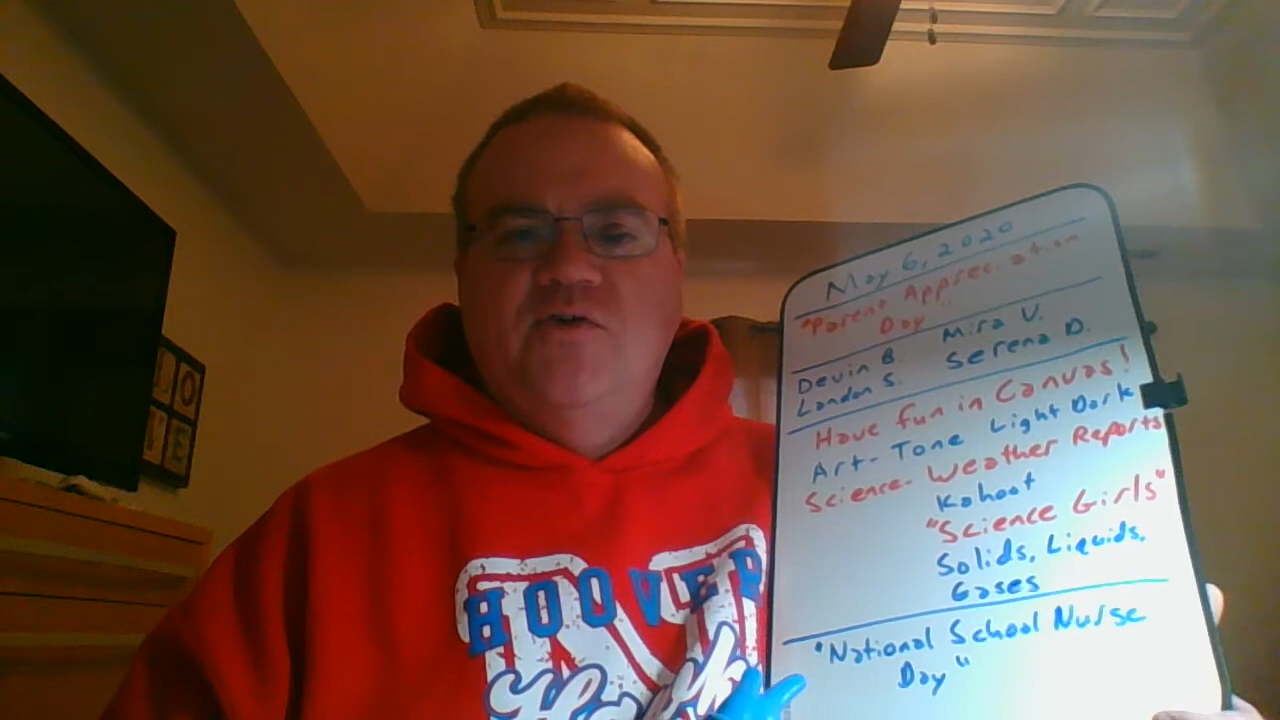 May 6, 2020
"Parent Appreciation
Day"
Devin B. Mira V.
Landon S. Serena D.
Have fun in Canvas!
Art- Tone Light Dark
Science- Weather Reports
Kahoot
"Science Girls"
Solids, Liquids,
Gases
"National School Nurse
Day"
HOOVER